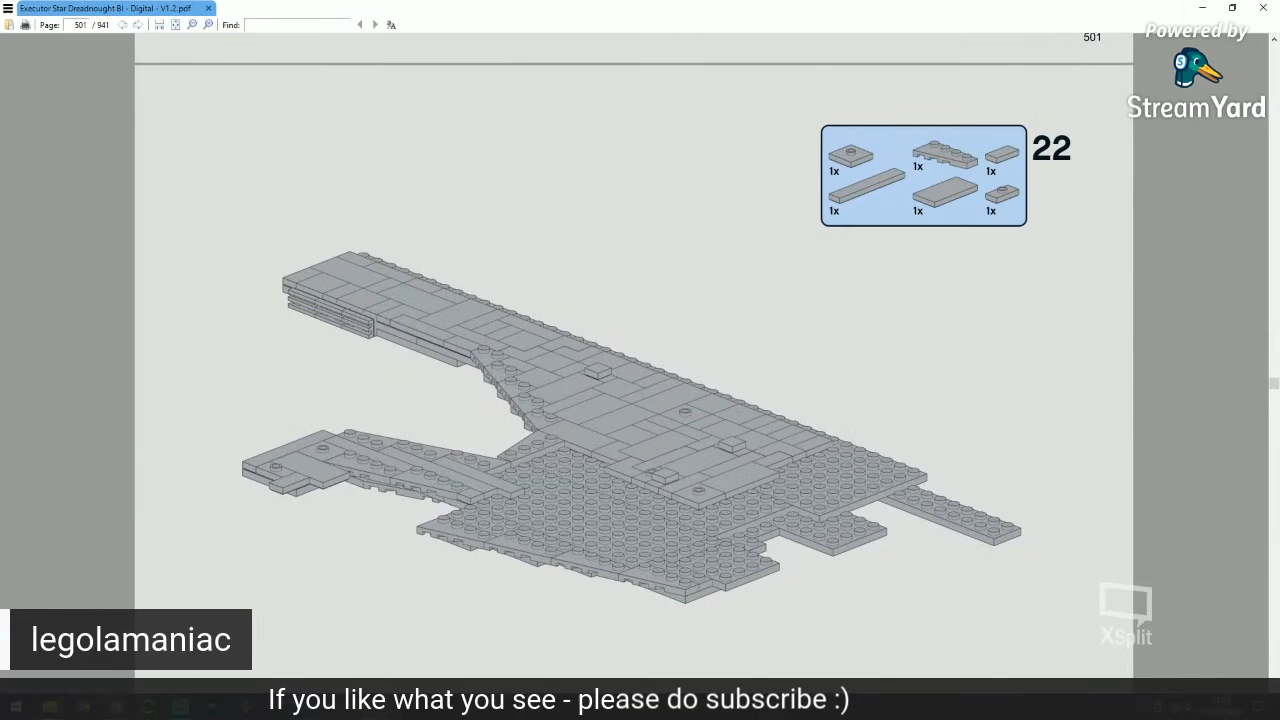 Executor Star Dreadnought BI - Digital - V1.2.pdf
Page: 501 / 941 Find:
501
Powered by
StreamYard
22
1x 1x 1x
1x 1x 1x
XSplit
legolamaniac
If you like what you see - please do subscribe :)